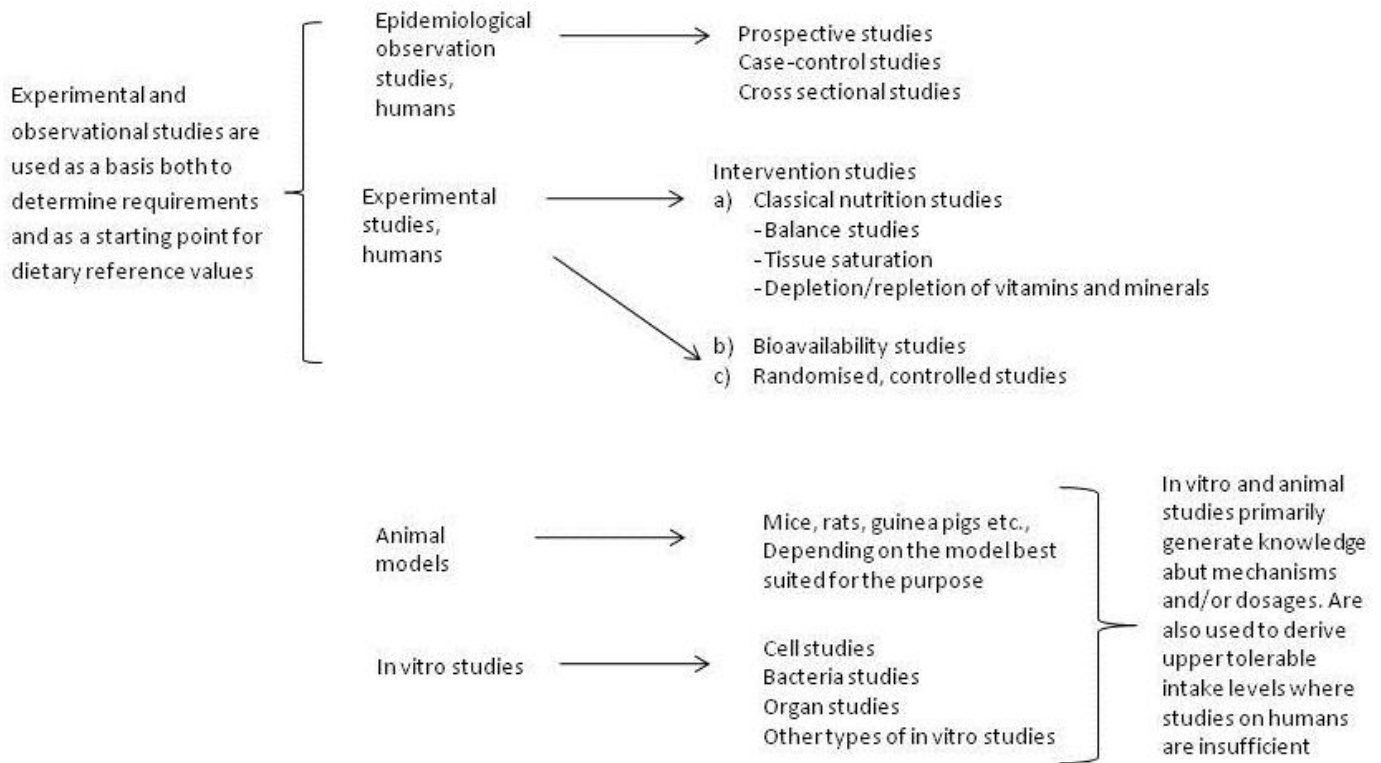 Experimental and
observational studies are
used as a basis both to
determine requirements
and as a starting point for
dietary reference values
Epidemiological
observation
studies,
humans
Prospective studies
Case-control studies
Cross sectional studies
Experimental
studies,
humans
Intervention studies
a) Classical nutrition studies
-Balance studies
-Tissue saturation
-Depletion/repletion of vitamins and minerals
b) Bioavailability studies
c) Randomised, controlled studies
Animal
models
Mice, rats, guinea pigs etc.,
Depending on the model best
suited for the purpose
In vitro studies
Cell studies
Bacteria studies
Organ studies
Other types of in vitro studies
In vitro and animal
studies primarily
generate knowledge
abut mechanisms
and/or dosages. Are
also used to derive
upper tolerable
intake levels where
studies on humans
are insufficient